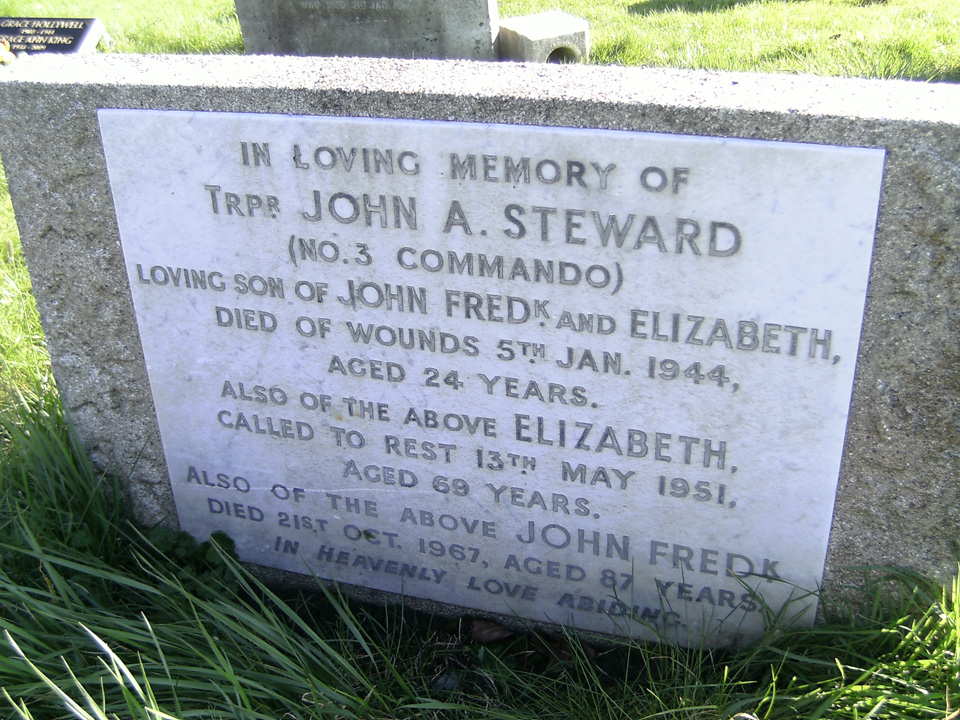 GRACE HOLLYWELL
IN LOVING MEMORY OF
TRPR JOHN A. STEWARD
(NO. 3 COMMANDO)
LOVING SON OF JOHN FREDK. AND ELIZABETH,
DIED OF WOUNDS 5TH JAN. 1944,
AGED 24 YEARS.
ALSO OF THE ABOVE ELIZABETH,
CALLED TO REST 13TH MAY 1951,
AGED 69 YEARS.
ALSO OF THE ABOVE JOHN FREDK
DIED 21ST OCT. 1967, AGED 87 YEARS.
IN HEAVENLY LOVE ABIDING.